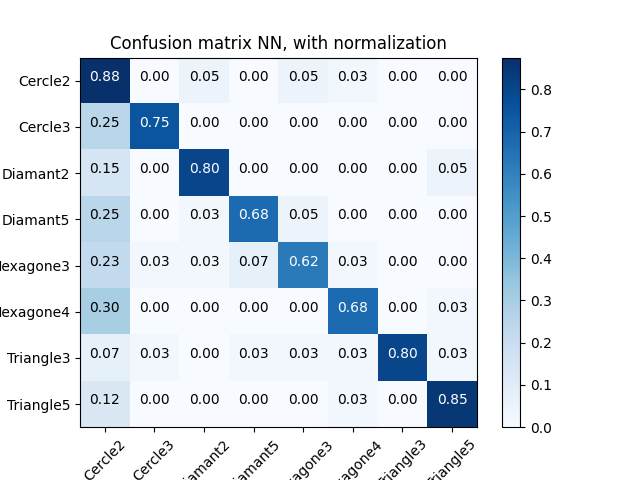 Confusion matrix NN, with normalization
Cercle2 0.88 0.00 0.05 0.00 0.05 0.03 0.00 0.00
Cercle3 0.25 0.75 0.00 0.00 0.00 0.00 0.00 0.00
Diamant2 0.15 0.00 0.80 0.00 0.00 0.00 0.00 0.05
Diamant5 0.25 0.00 0.03 0.68 0.05 0.00 0.00 0.00
exagone3 0.23 0.03 0.03 0.07 0.62 0.03 0.00 0.00
exagone4 0.30 0.00 0.00 0.00 0.00 0.68 0.00 0.03
Triangle3 0.07 0.03 0.00 0.03 0.03 0.03 0.80 0.03
Triangle5 0.12 0.00 0.00 0.00 0.00 0.03 0.00 0.85
Cercle2 Cercle3 iamant2 iamant5 xagone3 xagone4 riangle3 riangle5
0.8
0.7
0.6
0.5
0.4
0.3
0.2
0.1
0.0